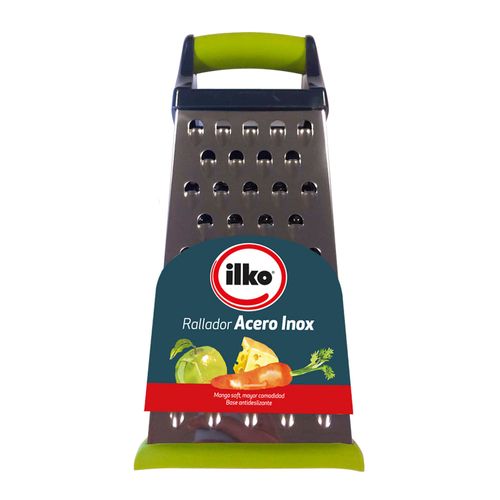 ilko®
Rallador Acero Inox
Mango soft, mayor comodidad
Base antideslizante